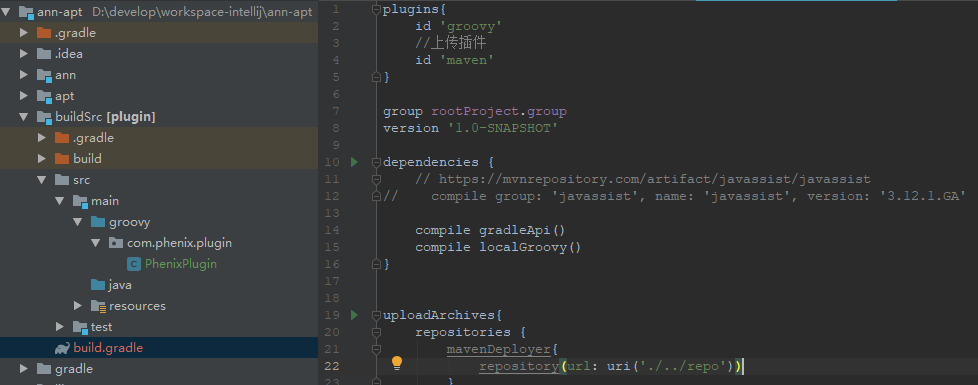 ann-apt D:\develop\workspace-intellij\ann-apt
.gradle
.idea
ann
apt
buildSrc [plugin]
.gradle
build
src
main
groovy
com.phenix.plugin
PhenixPlugin
java
resources
test
build.gradle
gradle
1 plugins{
2 id 'groovy'
3 //上传插件
4 id 'maven'
5 }
6
7 group rootProject.group
8 version '1.0-SNAPSHOT'
9
10 dependencies {
11 // https://mvnrepository.com/artifact/javassist/javassist
12 // compile group: 'javassist', name: 'javassist', version: '3.12.1.GA'
13
14 compile gradleApi()
15 compile localGroovy()
16 }
17
18
19 uploadArchives{
20 repositories {
21 mavenDeployer{
22 repository(url: uri('./../repo'))
23 }